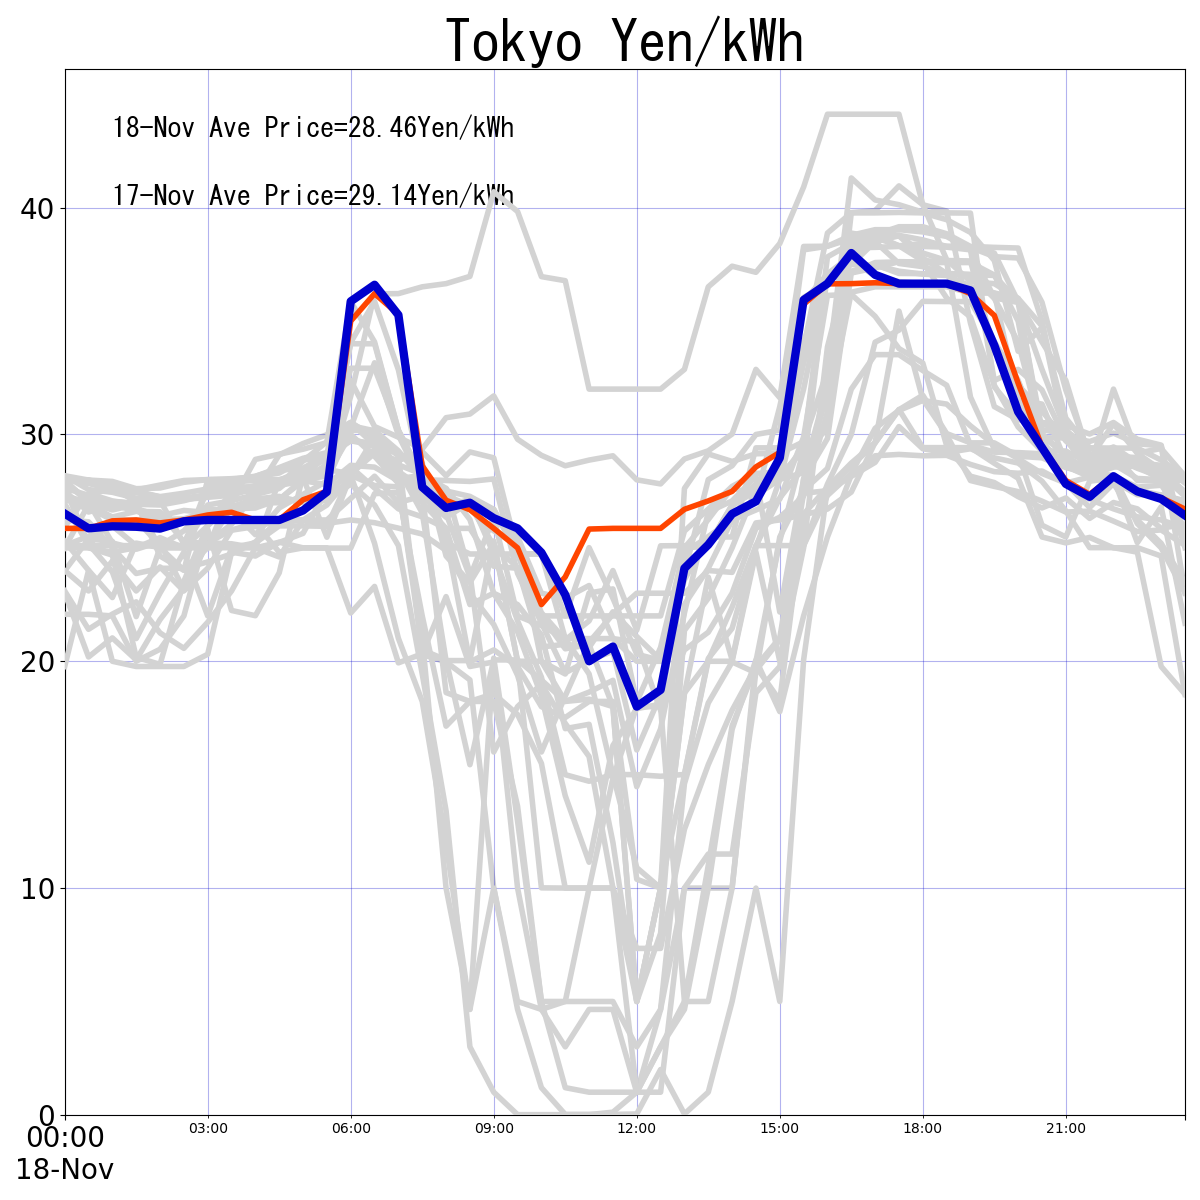 Tokyo Yen/kWh
18-Nov Ave Price=28.46Yen/kWh
17-Nov Ave Price=29.14Yen/kWh
40
30
20
10
0
00:00 03:00 06:00 09:00 12:00 15:00 18:00 21:00
18-Nov